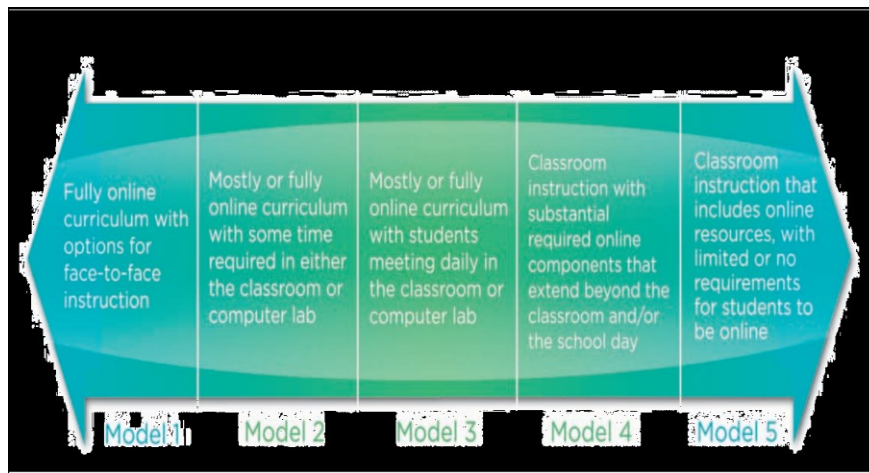 Fully online
curriculum with
options for
face-to-face
instruction
Mostly or fully
online curriculum
with some time
required in either
the classroom or
computer lab
Mostly or fully
online curriculum
with students
meeting daily in
the classroom or
computer lab
Classroom
instruction with
substantial
required online
components that
extend beyond the
classroom and/or
the school day
Classroom
instruction that
includes online
resources, with
limited or no
requirements
for students to
be online
Model 1
Model 2
Model 3
Model 4
Model 5